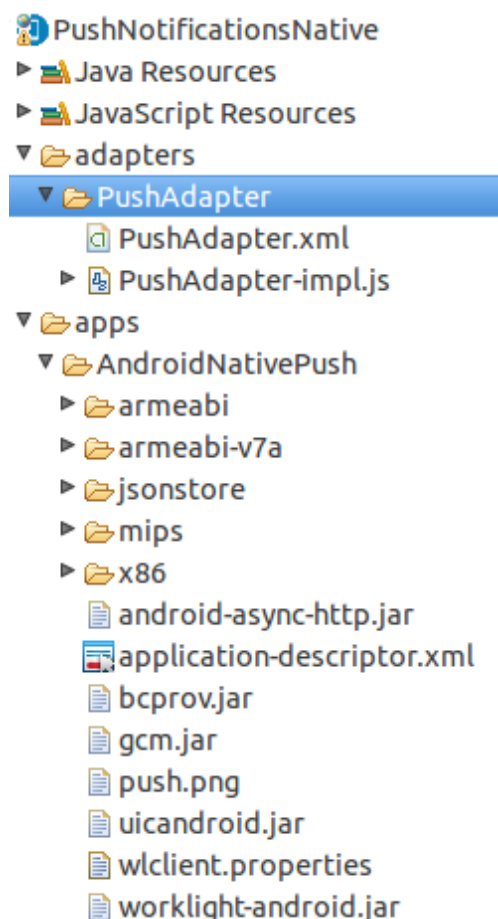 PushNotificationsNative
Java Resources
JavaScript Resources
adapters
PushAdapter
PushAdapter.xml
PushAdapter-impl.js
apps
AndroidNativePush
armeabi
armeabi-v7a
jsonstore
mips
x86
android-async-http.jar
application-descriptor.xml
bcprov.jar
gcm.jar
push.png
uicandroid.jar
wlclient.properties
worklight-android.jar